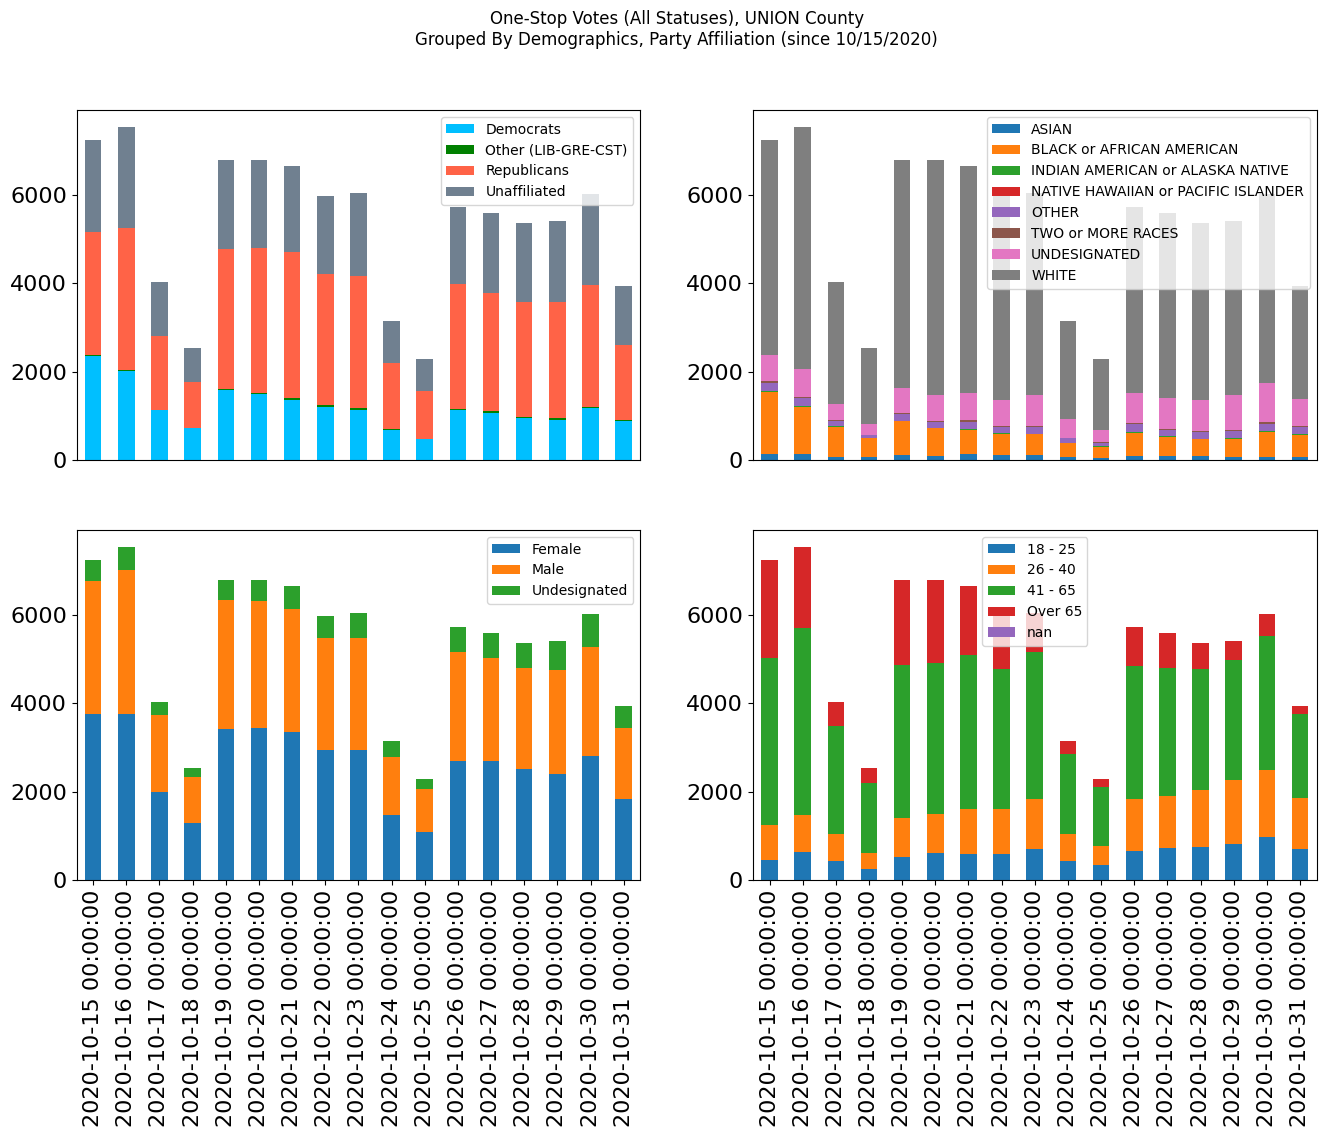 One-Stop Votes (All Statuses), UNION County
Grouped By Demographics, Party Affiliation (since 10/15/2020)
6000
4000
2000
0
Democrats
Other (LIB-GRE-CST)
Republicans
Unaffiliated
6000
4000
2000
0
ASIAN
BLACK or AFRICAN AMERICAN
INDIAN AMERICAN or ALASKA NATIVE
NATIVE HAWAIIAN or PACIFIC ISLANDER
OTHER
TWO or MORE RACES
UNDESIGNATED
WHITE
6000
4000
2000
0
Female
Male
Undesignated
2020-10-15 00:00:00
2020-10-16 00:00:00
2020-10-17 00:00:00
2020-10-18 00:00:00
2020-10-19 00:00:00
2020-10-20 00:00:00
2020-10-21 00:00:00
2020-10-22 00:00:00
2020-10-23 00:00:00
2020-10-24 00:00:00
2020-10-25 00:00:00
2020-10-26 00:00:00
2020-10-27 00:00:00
2020-10-28 00:00:00
2020-10-29 00:00:00
2020-10-30 00:00:00
2020-10-31 00:00:00
6000
4000
2000
0
18 - 25
26 - 40
41 - 65
Over 65
nan
2020-10-15 00:00:00
2020-10-16 00:00:00
2020-10-17 00:00:00
2020-10-18 00:00:00
2020-10-19 00:00:00
2020-10-20 00:00:00
2020-10-21 00:00:00
2020-10-22 00:00:00
2020-10-23 00:00:00
2020-10-24 00:00:00
2020-10-25 00:00:00
2020-10-26 00:00:00
2020-10-27 00:00:00
2020-10-28 00:00:00
2020-10-29 00:00:00
2020-10-30 00:00:00
2020-10-31 00:00:00